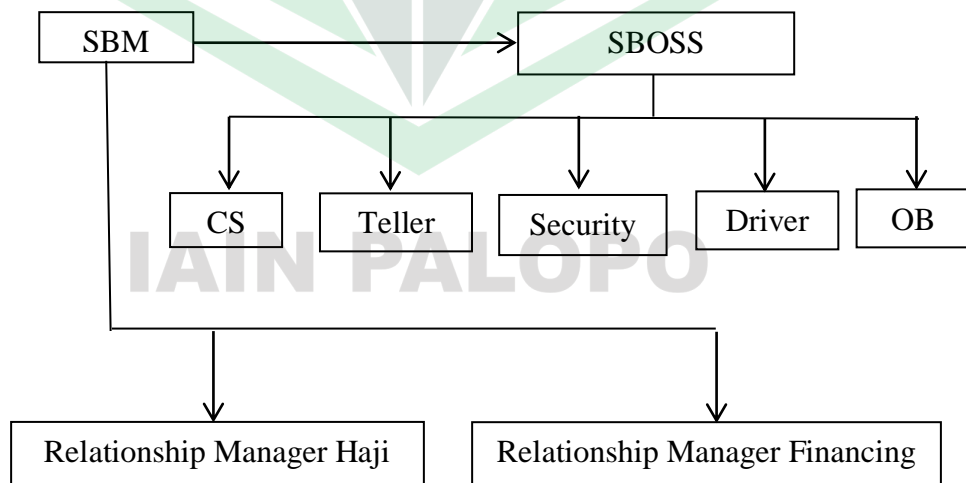 SBM
SBOSS
CS
Teller
Security
Driver
OB
IAIN PALOPO
Relationship Manager Haji
Relationship Manager Financing